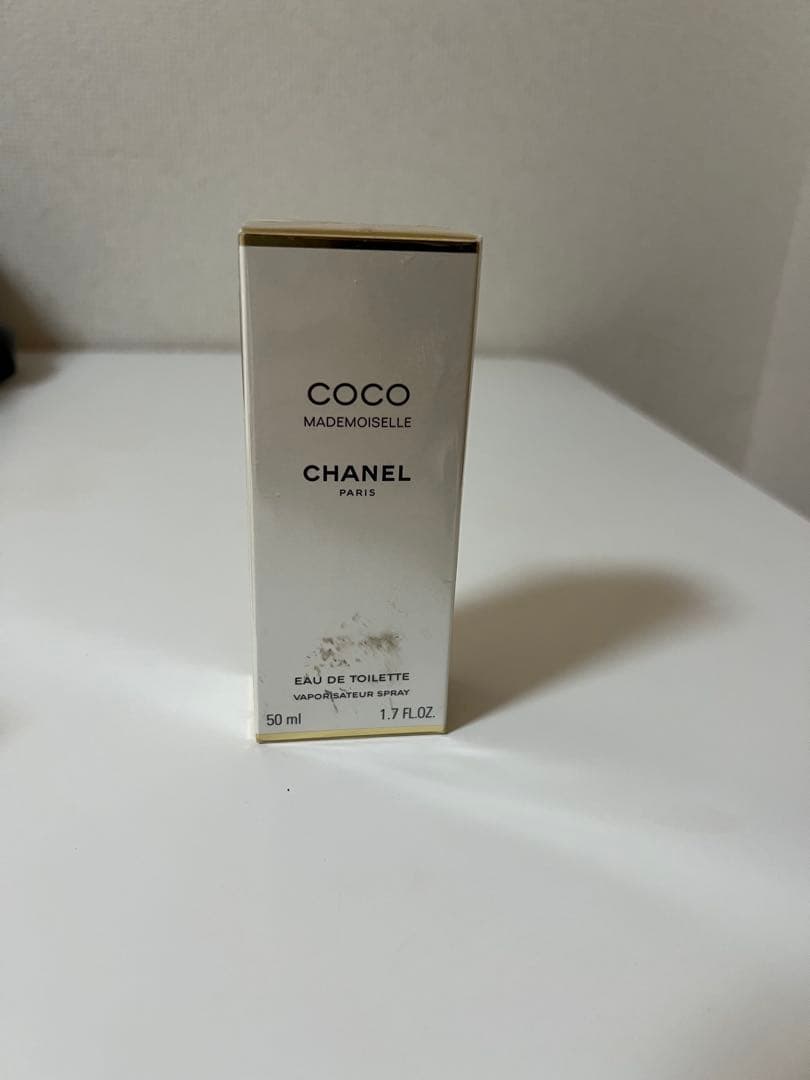 COCO
MADEMOISELLE
CHANEL
PARIS
EAU DE TOILETTE
VAPORISATEUR SPRAY
50 ml 1.7 FL.OZ.